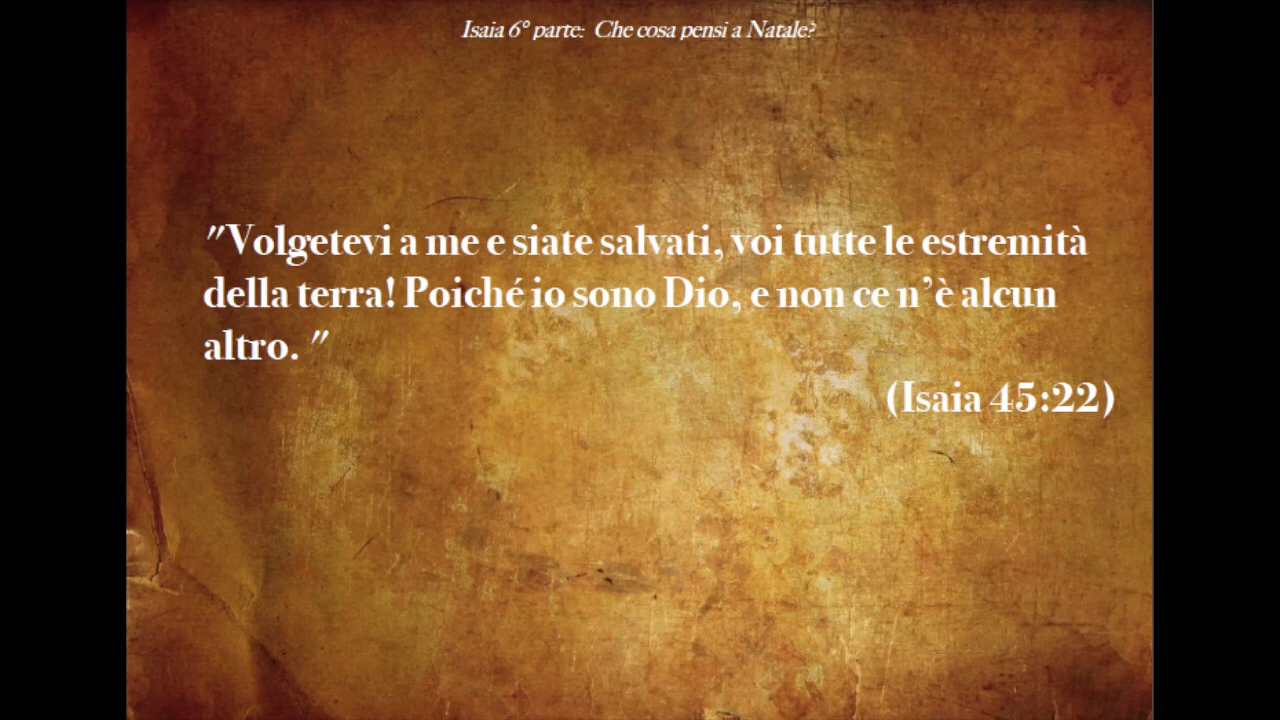 Isaia 6° parte: Che cosa pensi a Natale?
"Volgetevi a me e siate salvati, voi tutte le estremità
della terra! Poiché io sono Dio, e non ce n’è alcun
altro. "
(Isaia 45:22)